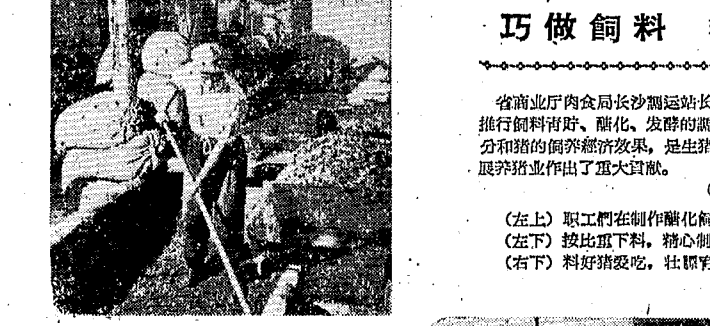 巧做飼料
省商业厅肉食局长沙調运站长
推行飼料青貯、醣化、发酵的調
分和猪的飼养經济效果，是生猪
展养猪业作出了重大貢献。
（左上）职工們在制作醣化飼
（左下）按比重下料，精心制
（右下）料好猪爱吃，壮膘育